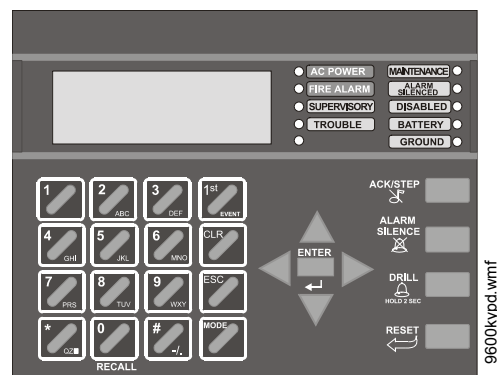 AC POWER MAINTENANCE
FIRE ALARM ALARM SILENCED
SUPERVISORY DISABLED
TROUBLE BATTERY
GROUND
1 2 ABC 3 DEF 1st EVENT
4 GHI 5 JKL 6 MNO CLR
7 PRS 8 TUV 9 WXY ESC
* QZ 0 # -/. MODE
RECALL
ENTER
ACK/STEP
ALARM
SILENCE
DRILL
HOLD 2 SEC
RESET
9600kypd.wmf